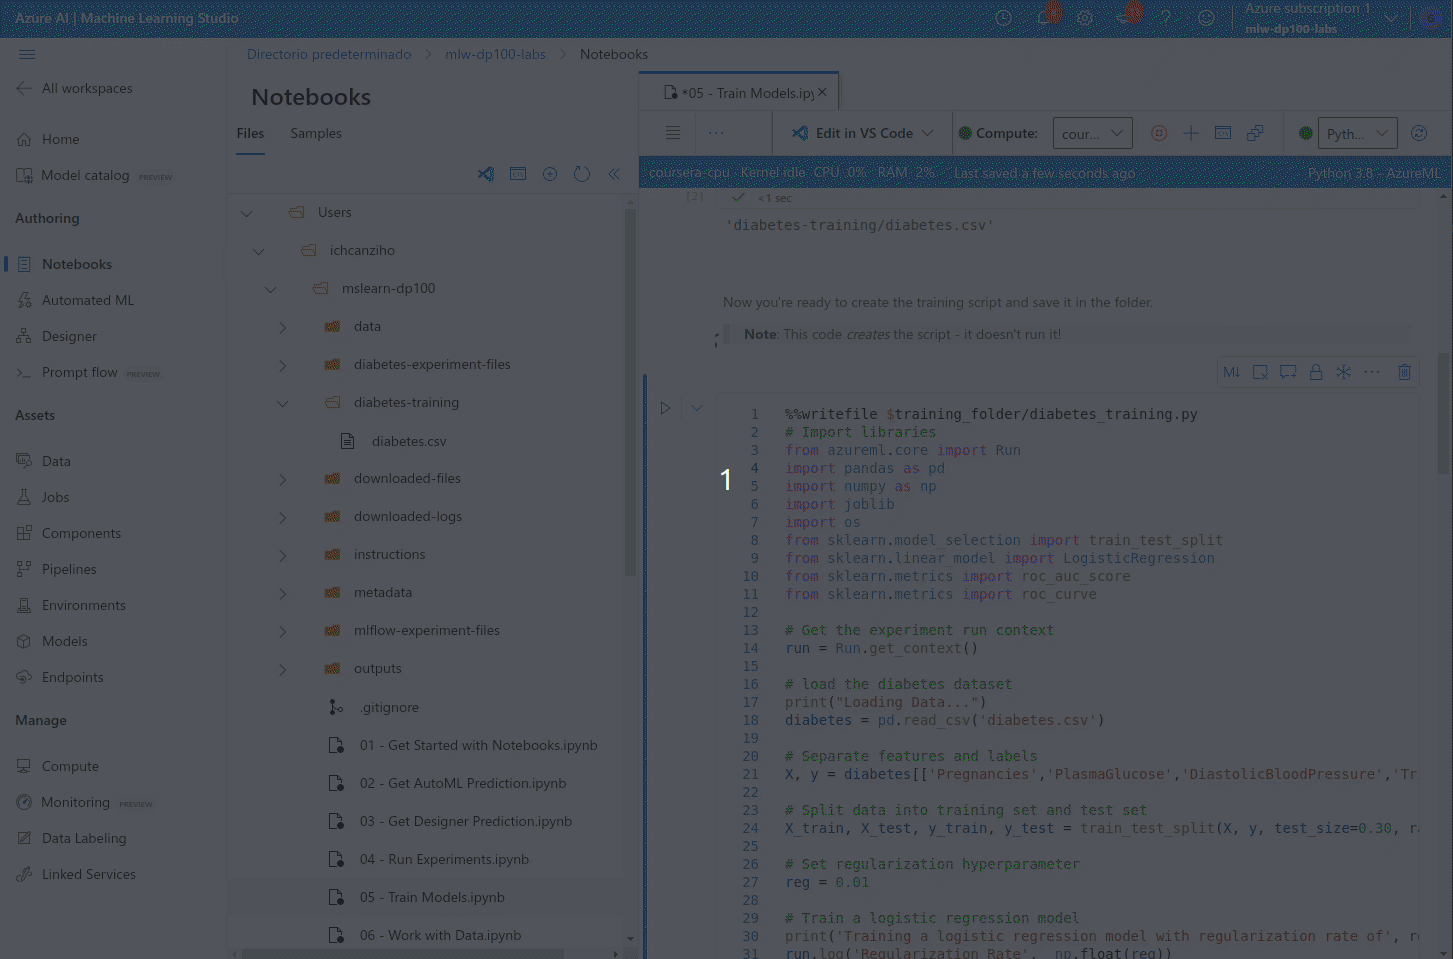 Azure AI | Machine Learning Studio
Azure subscription 1
mlw-dp100-labs
All workspaces
Home
Model catalog PREVIEW
Authoring
Notebooks
Automated ML
Designer
Prompt flow PREVIEW
Assets
Data
Jobs
Components
Pipelines
Environments
Models
Endpoints
Manage
Compute
Monitoring PREVIEW
Data Labeling
Linked Services
Directorio predeterminado > mlw-dp100-labs > Notebooks
Notebooks
Files Samples
Users
ichcanziho
mslearn-dp100
data
diabetes-experiment-files
diabetes-training
diabetes.csv
downloaded-files
downloaded-logs
instructions
metadata
mlflow-experiment-files
outputs
.gitignore
01 - Get Started with Notebooks.ipynb
02 - Get AutoML Prediction.ipynb
03 - Get Designer Prediction.ipynb
04 - Run Experiments.ipynb
05 - Train Models.ipynb
06 - Work with Data.ipynb
*05 - Train Models.ipy
Edit in VS Code
Compute: cour...
Pyth...
coursera-cpu · Kernel idle CPU 0% RAM 2% Last saved a few seconds ago
Python 3.8 - AzureML
[2] <1 sec
'diabetes-training/diabetes.csv'
Now you're ready to create the training script and save it in the folder.
Note: This code creates the script - it doesn't run it!
M↓
1
1 %%writefile $training_folder/diabetes_training.py
2 # Import libraries
3 from azureml.core import Run
4 import pandas as pd
5 import numpy as np
6 import joblib
7 import os
8 from sklearn.model_selection import train_test_split
9 from sklearn.linear_model import LogisticRegression
10 from sklearn.metrics import roc_auc_score
11 from sklearn.metrics import roc_curve
12
13 # Get the experiment run context
14 run = Run.get_context()
15
16 # load the diabetes dataset
17 print("Loading Data...")
18 diabetes = pd.read_csv('diabetes.csv')
19
20 # Separate features and labels
21 X, y = diabetes[['Pregnancies','PlasmaGlucose','DiastolicBloodPressure','Tr
22
23 # Split data into training set and test set
24 X_train, X_test, y_train, y_test = train_test_split(X, y, test_size=0.30, ra
25
26 # Set regularization hyperparameter
27 reg = 0.01
28
29 # Train a logistic regression model
30 print('Training a logistic regression model with regularization rate of', re
31 run.log('Regularization Rate', np.float(reg))